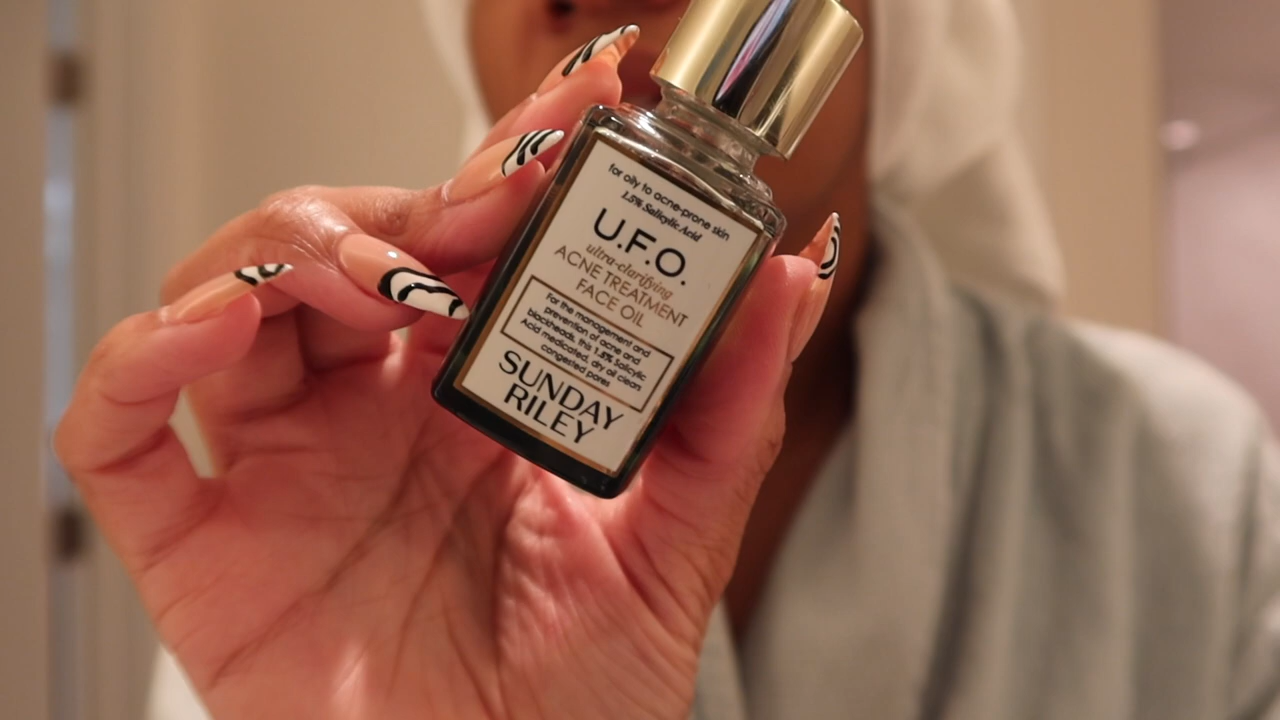 for oily to acne-prone skin
1.5% Salicylic Acid
U.F.O.
ultra-clarifying
ACNE TREATMENT
FACE OIL
For the management and
prevention of acne and
blackheads, this 1.5% Salicylic
Acid medicated, dry oil clean
congested pores
SUNDAY
RILEY